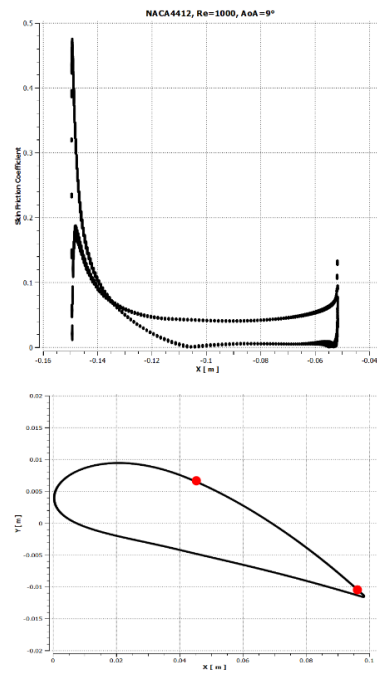 NACA4412, Re=1000, AoA=9°
0.5
0.4
Skin Friction Coefficient
0.3
0.2
0.1
0
-0.16 -0.14 -0.12 -0.1 -0.08 -0.06 -0.04
X [ m ]
0.02
0.015
0.01
0.005
Y [ m ]
0
-0.005
-0.01
-0.015
-0.02
0 0.02 0.04 0.06 0.08 0.1
X [ m ]